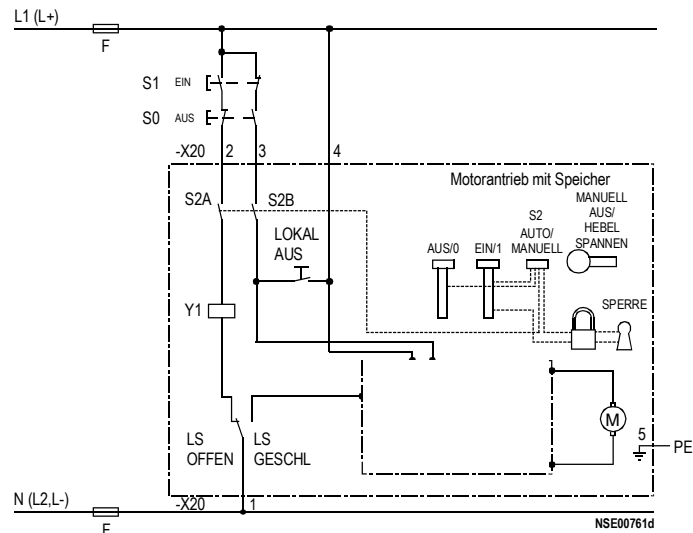 L1 (L+)
F
S1 EIN
S0 AUS
-X20 2 3 4
Motorantrieb mit Speicher
S2A S2B
MANUELL
AUS/
HEBEL
SPANNEN
S2
AUTO/
MANUELL
AUS/0 EIN/1
LOKAL
AUS
SPERRE
Y1
M
LS
OFFEN
LS
GESCHL
5
PE
N (L2,L-)
-X20 1
F
NSE00761d